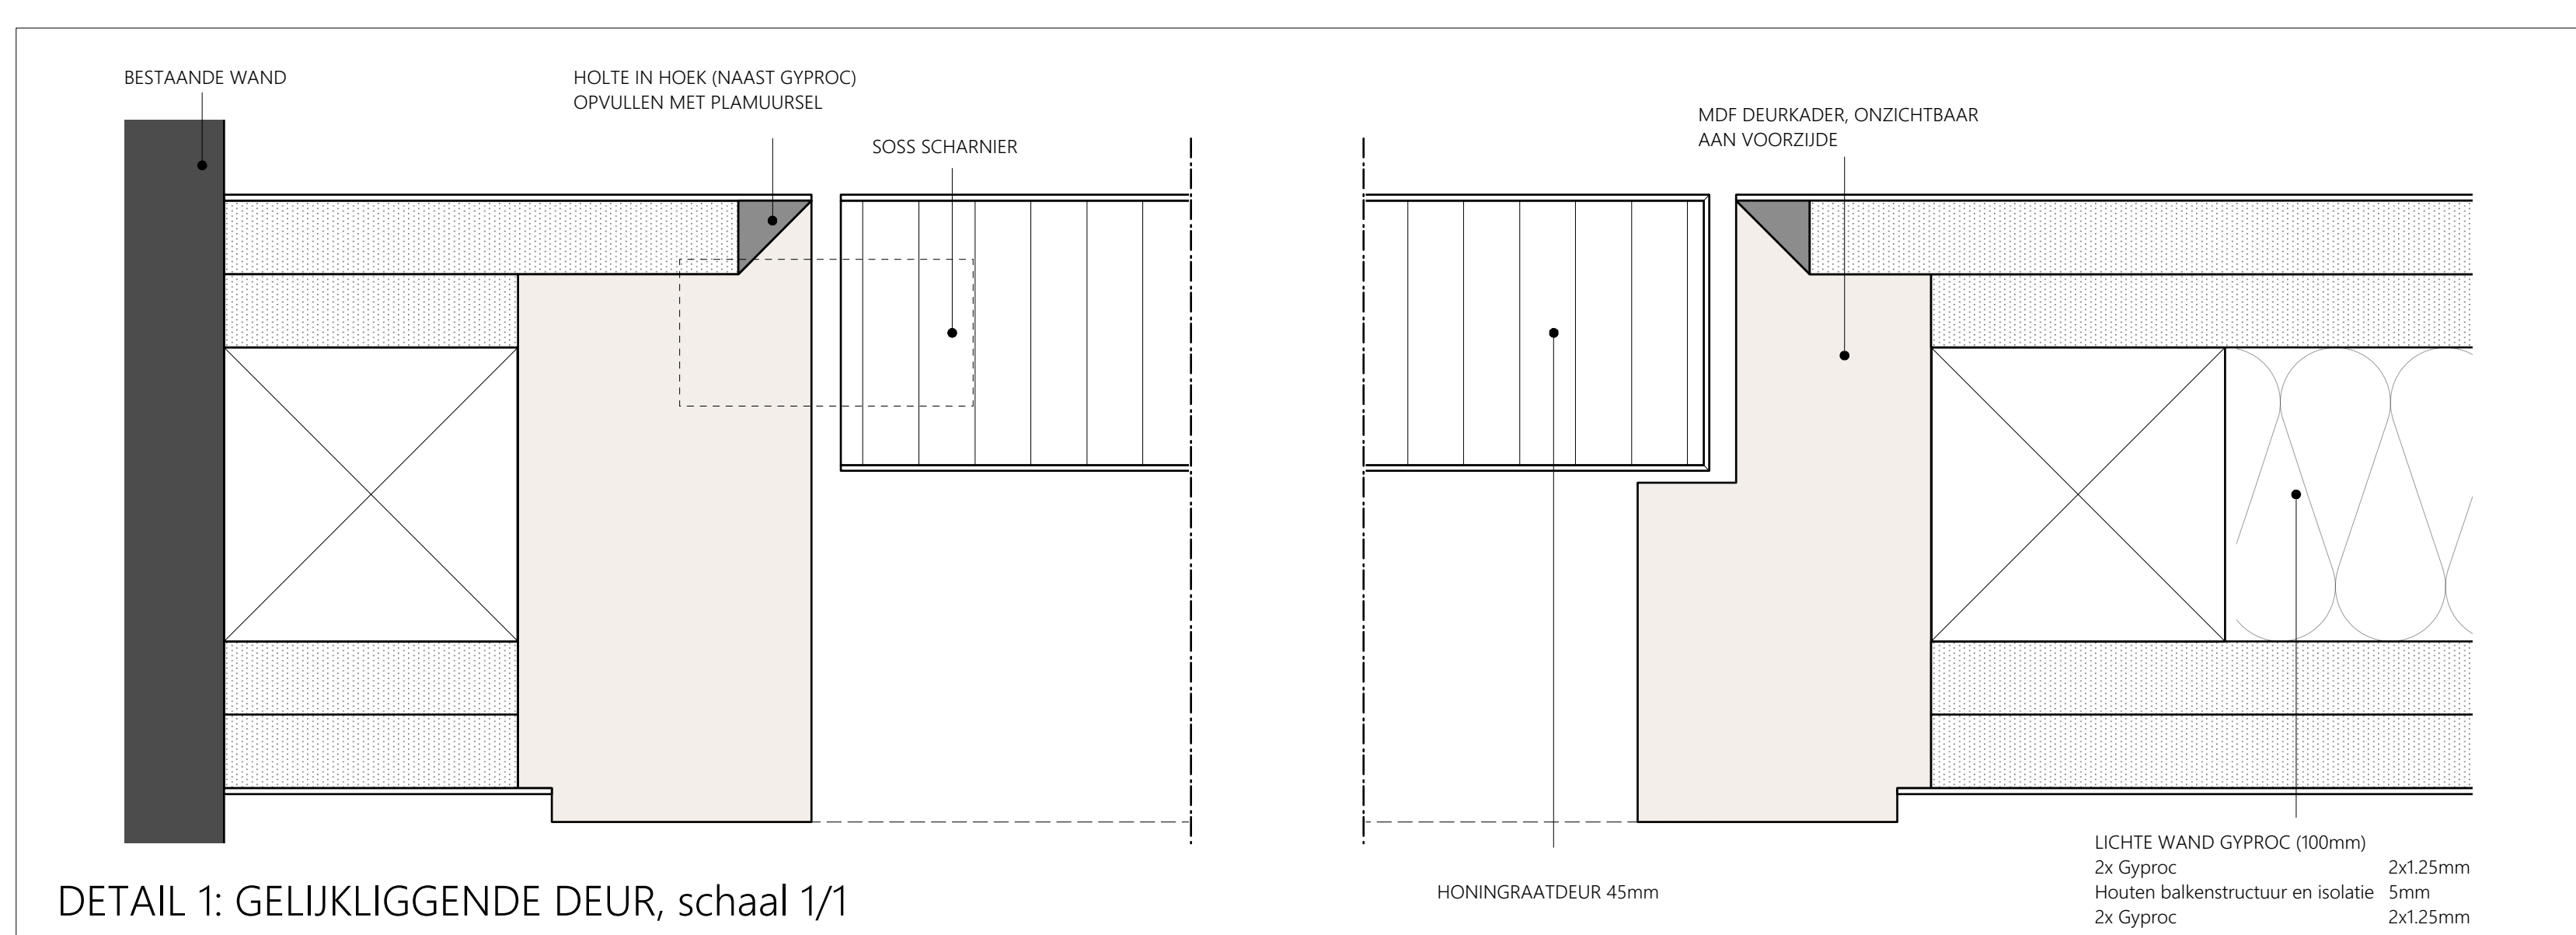 BESTAANDE WAND
HOLTE IN HOEK (NAAST GYPROC)
OPVULLEN MET PLAMUURSEL
SOSS SCHARNIER
MDF DEURKADER, ONZICHTBAAR
AAN VOORZIJDE
DETAIL 1: GELIJKLIGGENDE DEUR, schaal 1/1
HONINGRAATDEUR 45mm
LICHTE WAND GYPROC (100mm)
2x Gyproc 2x1.25mm
Houten balkenstructuur en isolatie 5mm
2x Gyproc 2x1.25mm